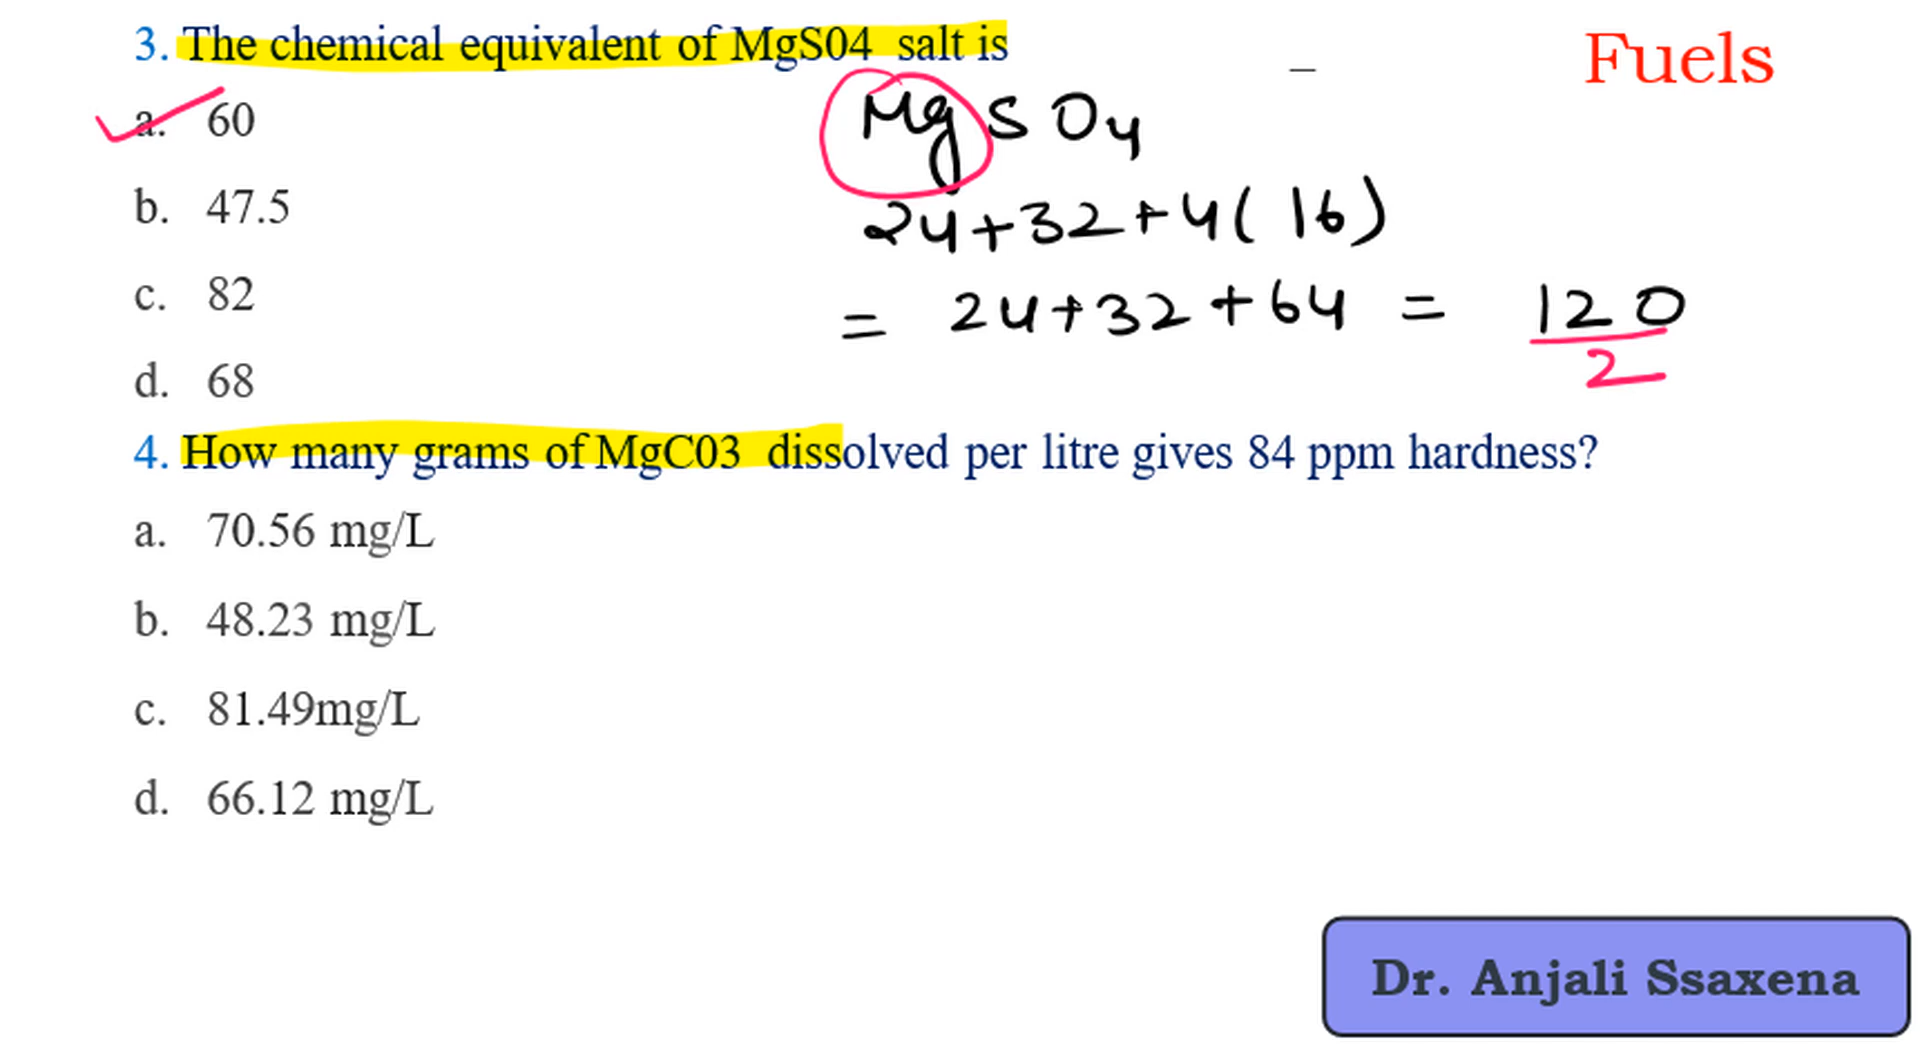 3. The chemical equivalent of MgS04 salt is
Fuels
a. 60
MgSO4
b. 47.5
24+32+4(16)
c. 82
= 24+32+64 = 120
2
d. 68
4. How many grams of MgC03 dissolved per litre gives 84 ppm hardness?
a. 70.56 mg/L
b. 48.23 mg/L
c. 81.49mg/L
d. 66.12 mg/L
Dr. Anjali Ssaxena